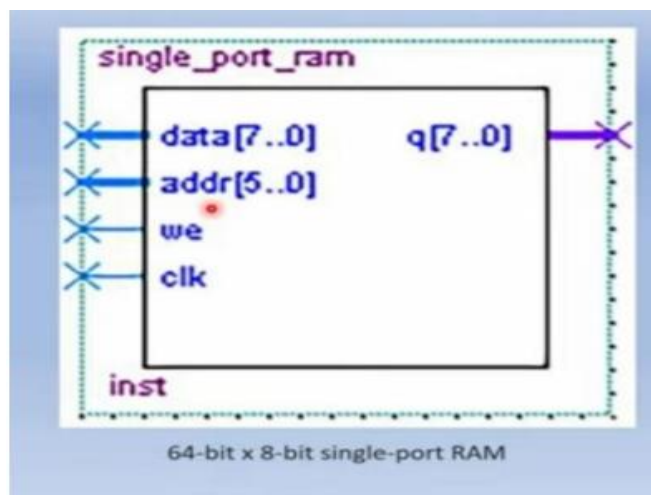 single_port_ram
data[7..0] q[7..0]
addr[5..0]
we
clk
inst
64-bit x 8-bit single-port RAM